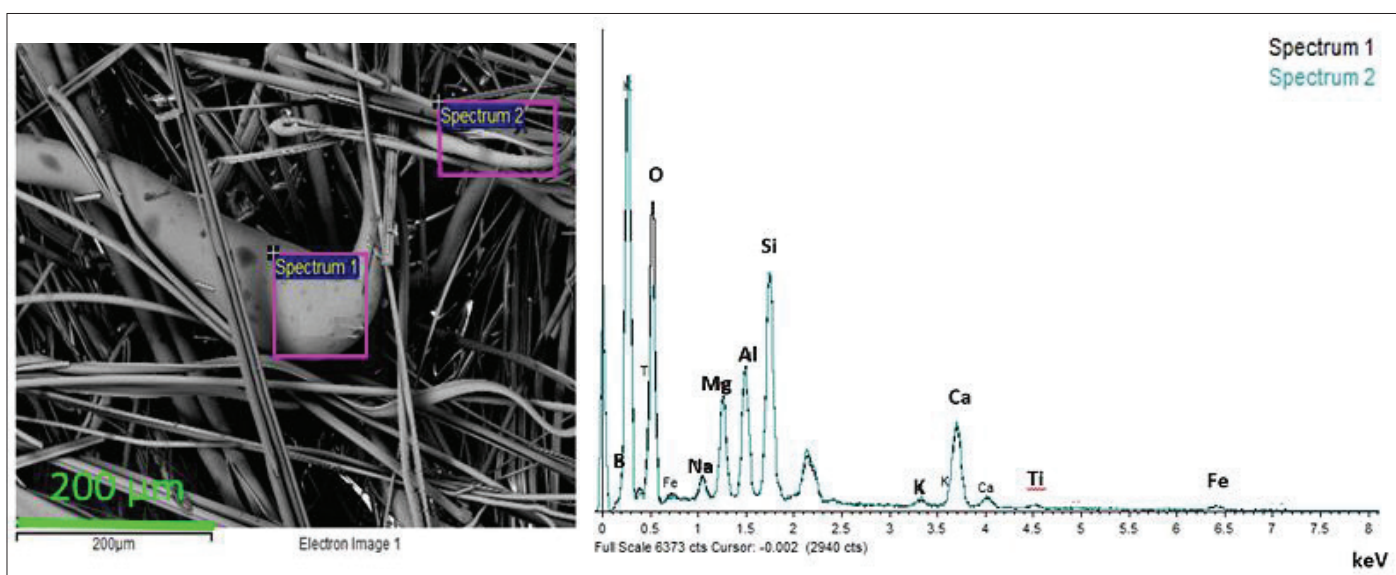 Spectrum 2
Spectrum 1
200 µm
200µm
Electron Image 1
Spectrum 1
Spectrum 2
K
O
Si
T
Al
Mg
Ca
B
Na
Fe
K
K
Ca
Ti
Fe
0 0.5 1 1.5 2 2.5 3 3.5 4 4.5 5 5.5 6 6.5 7 7.5 8
Full Scale 6373 cts Cursor: -0.002 (2940 cts)
keV